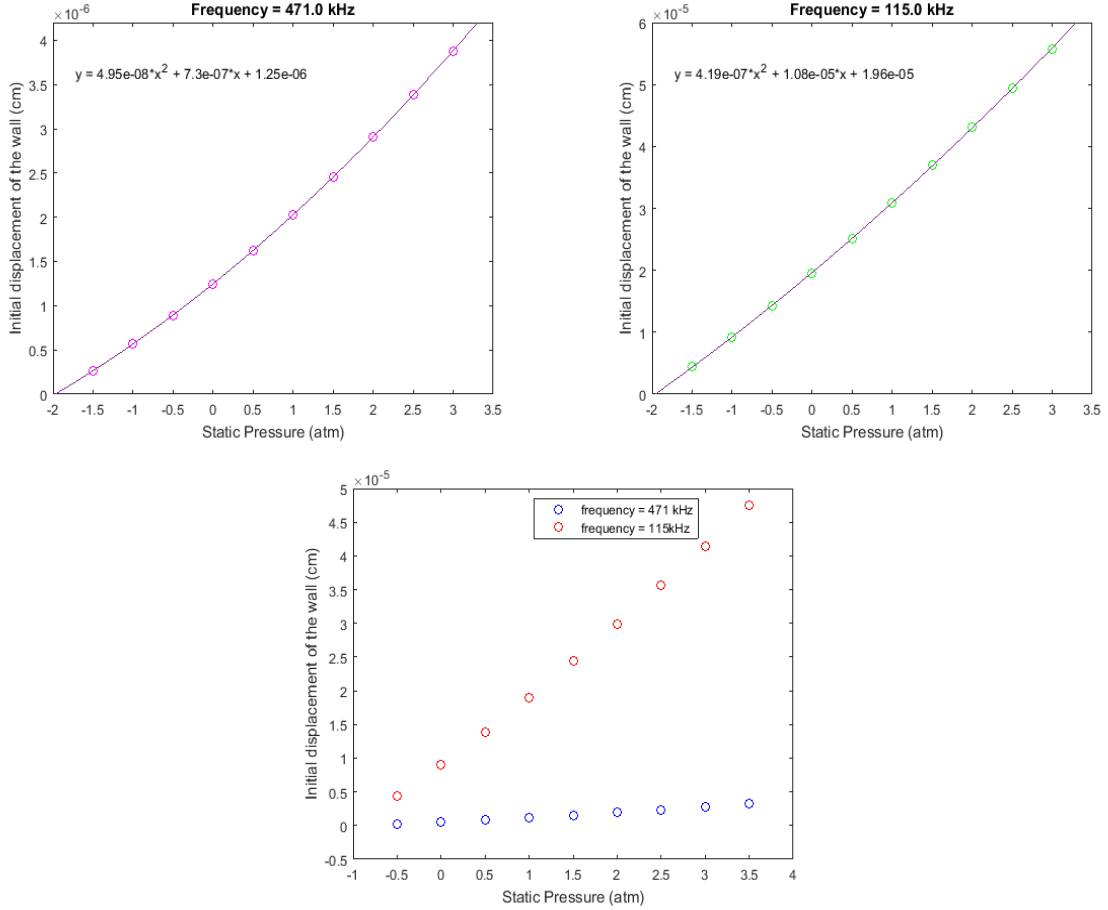 Frequency = 471.0 kHz
×10^-6
y = 4.95e-08*x^2 + 7.3e-07*x + 1.25e-06
Initial displacement of the wall (cm)
4
3.5
3
2.5
2
1.5
1
0.5
0
-2 -1.5 -1 -0.5 0 0.5 1 1.5 2 2.5 3 3.5
Static Pressure (atm)
Frequency = 115.0 kHz
×10^-5
y = 4.19e-07*x^2 + 1.08e-05*x + 1.96e-05
Initial displacement of the wall (cm)
6
5
4
3
2
1
0
-2 -1.5 -1 -0.5 0 0.5 1 1.5 2 2.5 3 3.5
Static Pressure (atm)
×10^-5
frequency = 471 kHz
frequency = 115kHz
Initial displacement of the wall (cm)
5
4.5
4
3.5
3
2.5
2
1.5
1
0.5
0
-0.5
-1 -0.5 0 0.5 1 1.5 2 2.5 3 3.5 4
Static Pressure (atm)